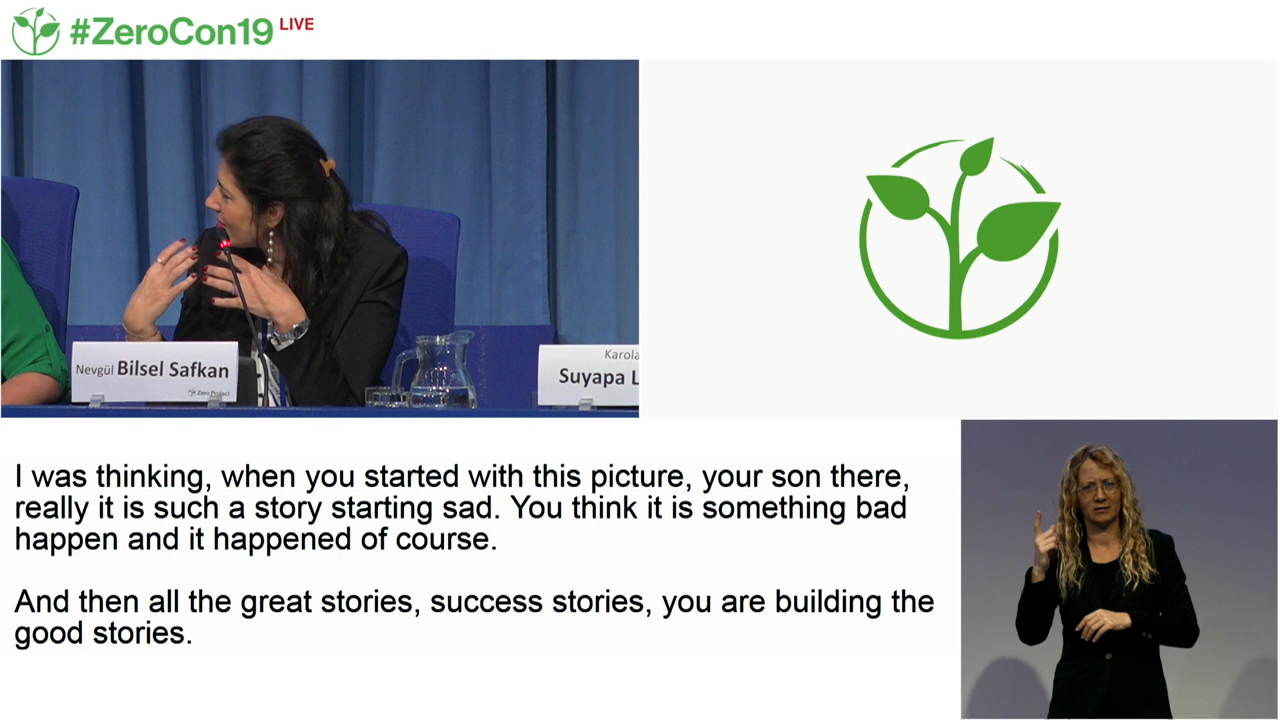 #ZeroCon19 LIVE
Nevgül Bilsel Safkan
Zero Project
Karola
Suyapa L
I was thinking, when you started with this picture, your son there,
really it is such a story starting sad. You think it is something bad
happen and it happened of course.
And then all the great stories, success stories, you are building the
good stories.